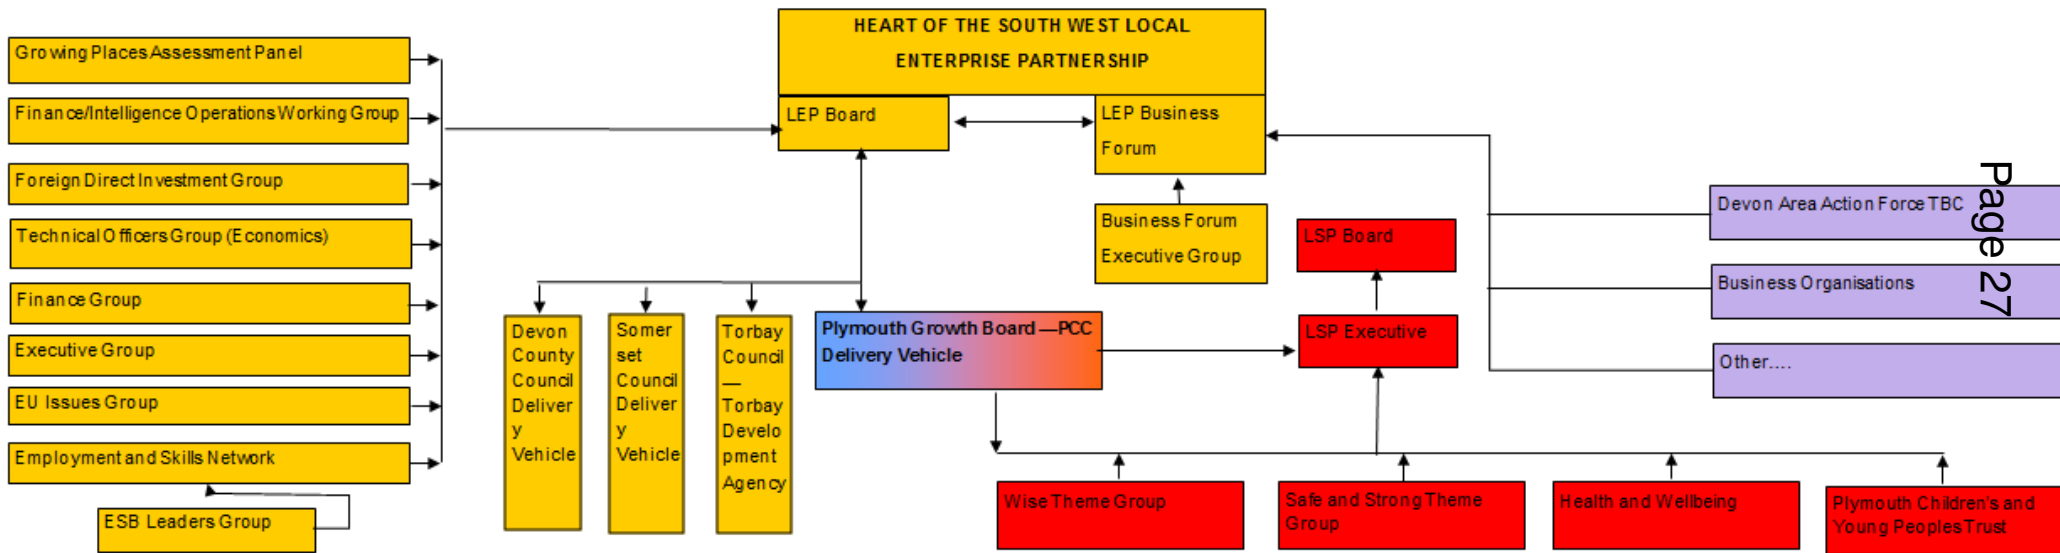 HEART OF THE SOUTH WEST LOCAL
ENTERPRISE PARTNERSHIP
Growing Places Assessment Panel
Finance/Intelligence Operations Working Group
Foreign Direct Investment Group
Technical Officers Group (Economics)
Finance Group
Executive Group
EU Issues Group
Employment and Skills Network
ESB Leaders Group
LEP Board
LEP Business
Forum
Business Forum
Executive Group
Devon
County
Council
Deliver
y
Vehicle
Somer
set
Council
Deliver
y
Vehicle
Torbay
Council
—
Torbay
Develo
pment
Agency
Plymouth Growth Board —PCC
Delivery Vehicle
LSP Board
LSP Executive
Wise Theme Group
Safe and Strong Theme
Group
Health and Wellbeing
Plymouth Children's and
Young Peoples Trust
Devon Area Action Force TBC
Business Organisations
Other....
Page 27